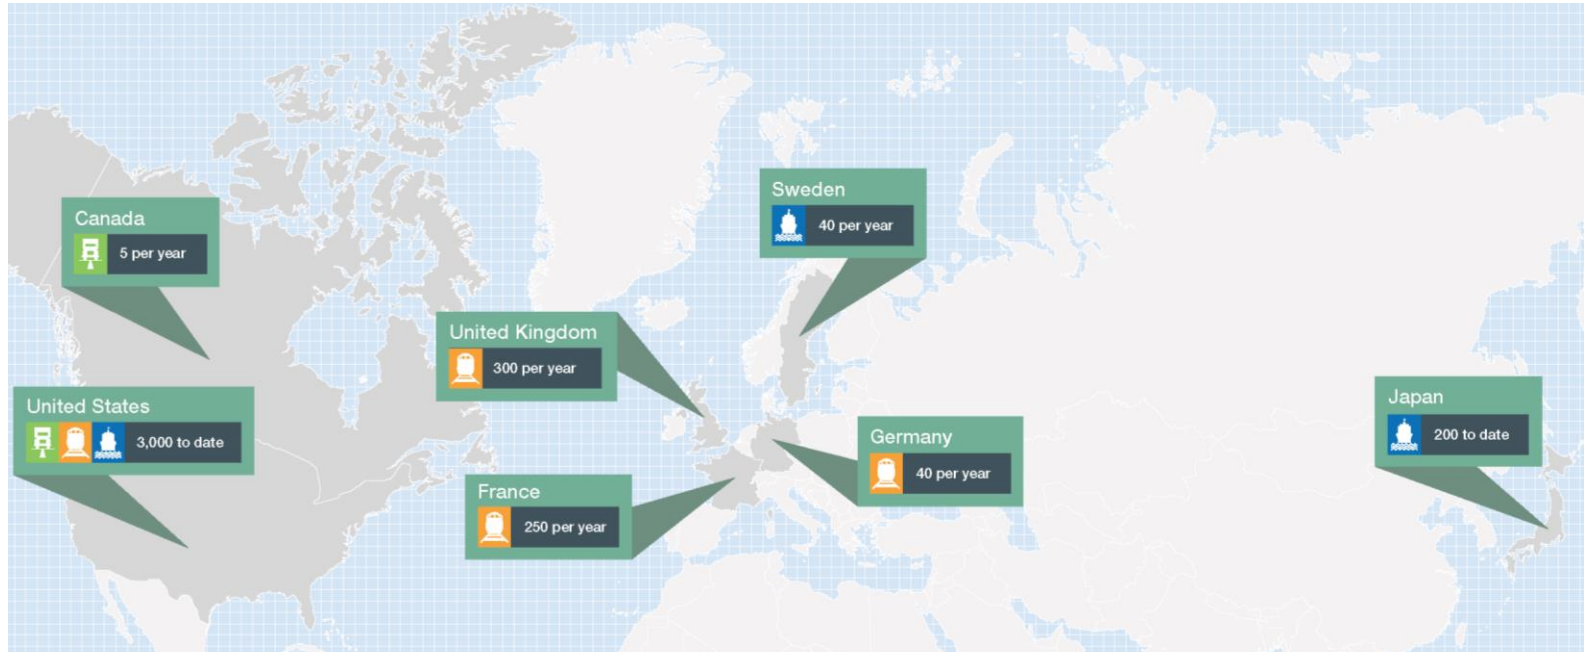 Canada
5 per year
United States
3,000 to date
United Kingdom
300 per year
France
250 per year
Sweden
40 per year
Germany
40 per year
Japan
200 to date